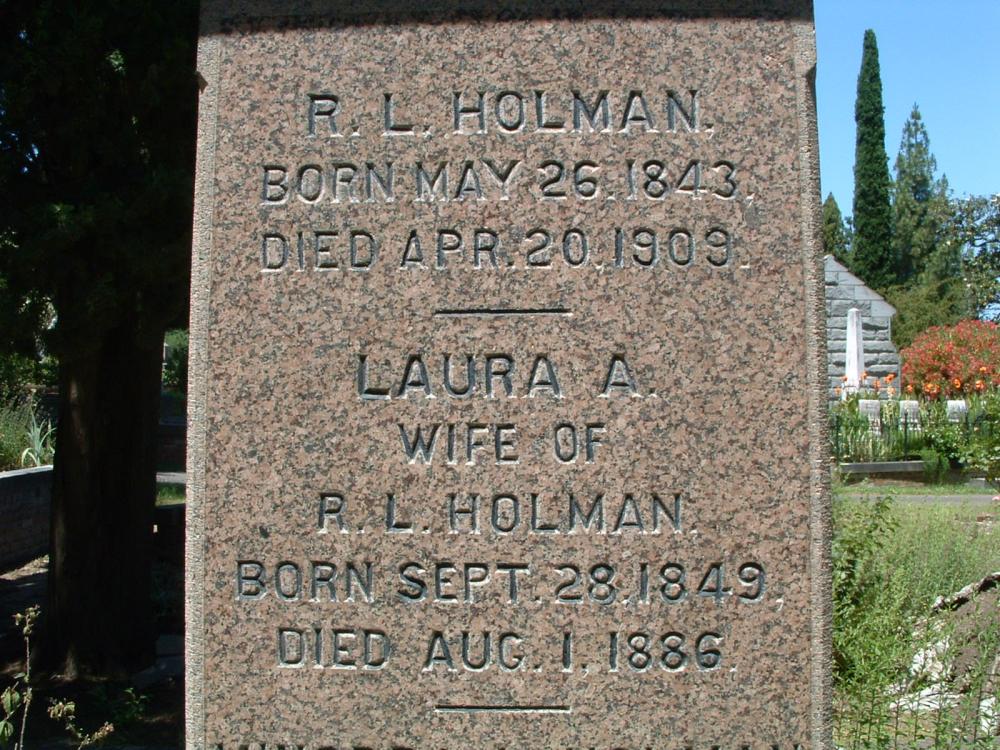 R. L. HOLMAN.
BORN MAY 26, 1843,
DIED APR. 20, 1909.
LAURA A.
WIFE OF
R. L. HOLMAN.
BORN SEPT. 28, 1849,
DIED AUG. 1, 1886.